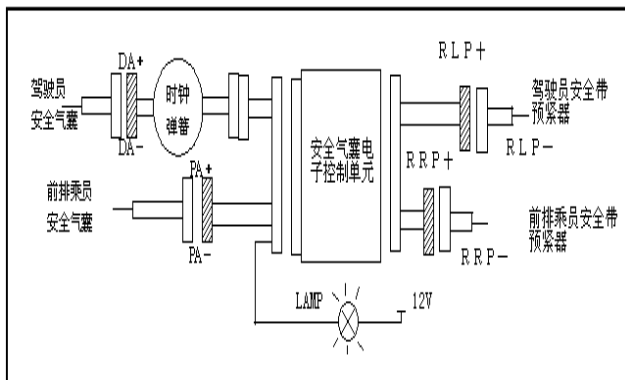 驾驶员
安全气囊
DA+
DA-
时钟
弹簧
前排乘员
安全气囊
PA+
PA-
安全气囊电
子控制单元
RLP+
RLP-
驾驶员安全带
预紧器
RRP+
RRP-
前排乘员安全带
预紧器
LAMP
12V